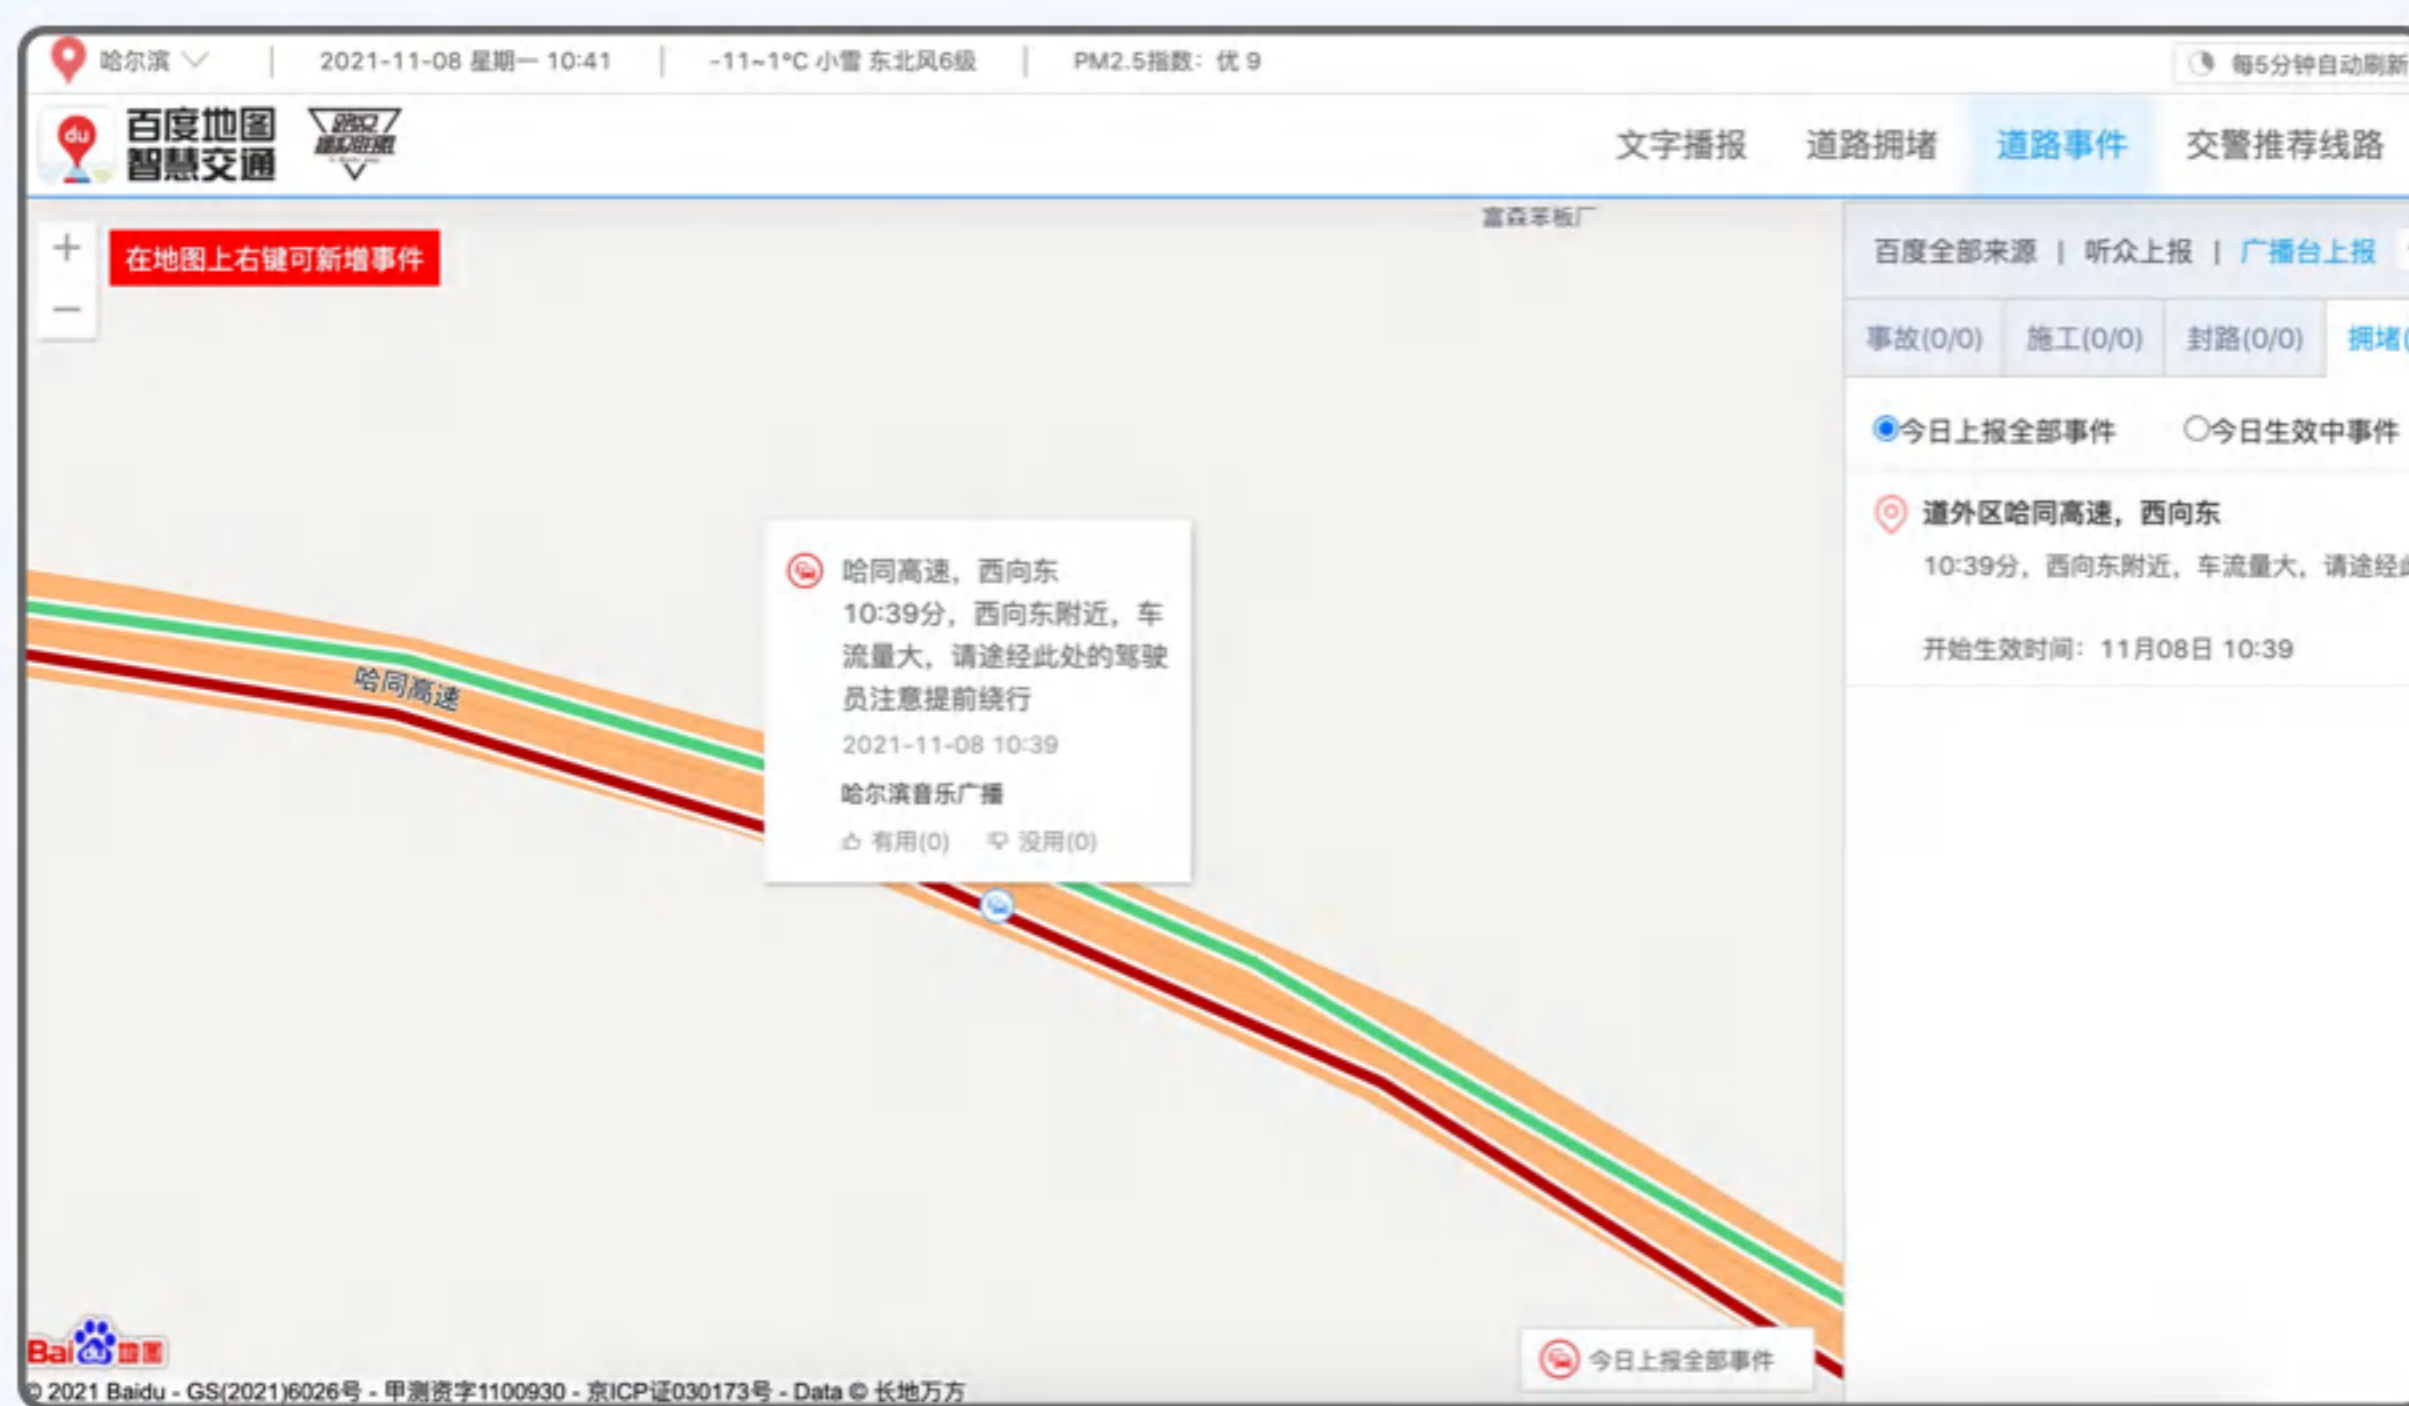 哈尔滨
2021-11-08 星期一 10:41
-11~1°C 小雪 东北风6级
PM2.5指数：优 9
每5分钟自动刷新
du
百度地图
智慧交通
文字播报
道路拥堵
道路事件
交警推荐线路
在地图上右键可新增事件
百度全部来源 | 听众上报 | 广播台上报
事故(0/0)
施工(0/0)
封路(0/0)
拥堵(
今日上报全部事件
今日生效中事件
道外区哈同高速，西向东
10:39分，西向东附近，车流量大，请途经此
开始生效时间：11月08日 10:39
哈同高速，西向东
10:39分，西向东附近，车
流量大，请途经此处的驾驶
员注意提前绕行
2021-11-08 10:39
哈尔滨音乐广播
有用(0)
没用(0)
哈同高速
今日上报全部事件
Bai du 地图
© 2021 Baidu - GS(2021)6026号 - 甲测资字1100930 - 京ICP证030173号 - Data © 长地万方